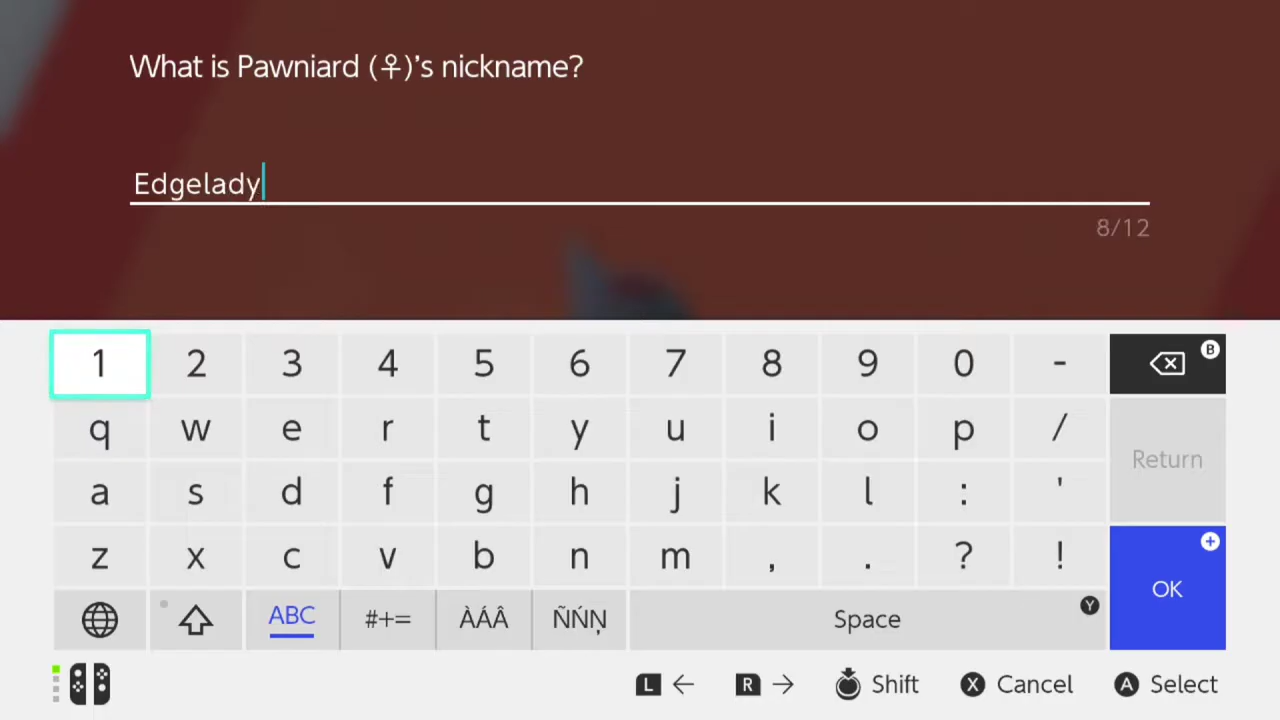 What is Pawniard (♀)'s nickname?
Edgelady
8/12
1 2 3 4 5 6 7 8 9 0 - B
q w e r t y u i o p /
Return
a s d f g h j k l : '
z x c v b n m , . ? ! +
OK
ABC #+= ÀÁÂ ÑŃŅ Space Y
L ← R → Shift X Cancel A Select